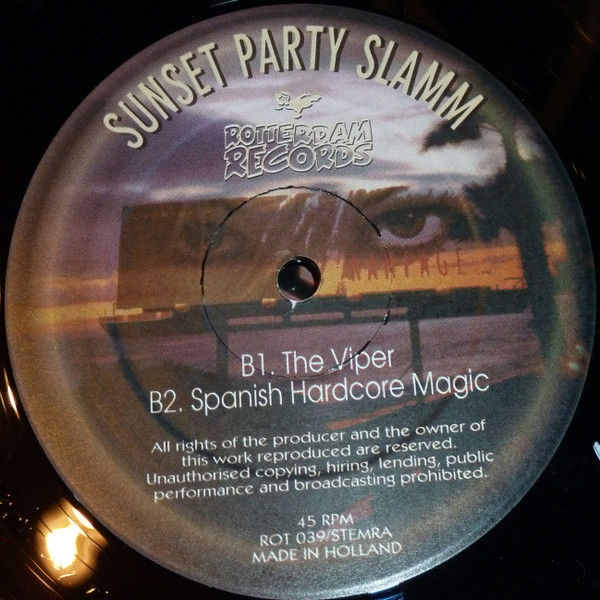 SUNSET PARTY SLAMM
ROTTERDAM
RECORDS
RAMPAGE
B1. The Viper
B2. Spanish Hardcore Magic
All rights of the producer and the owner of
this work reproduced are reserved.
Unauthorised copying, hiring, lending, public
performance and broadcasting prohibited.
45 RPM
ROT 039/STEMRA
MADE IN HOLLAND